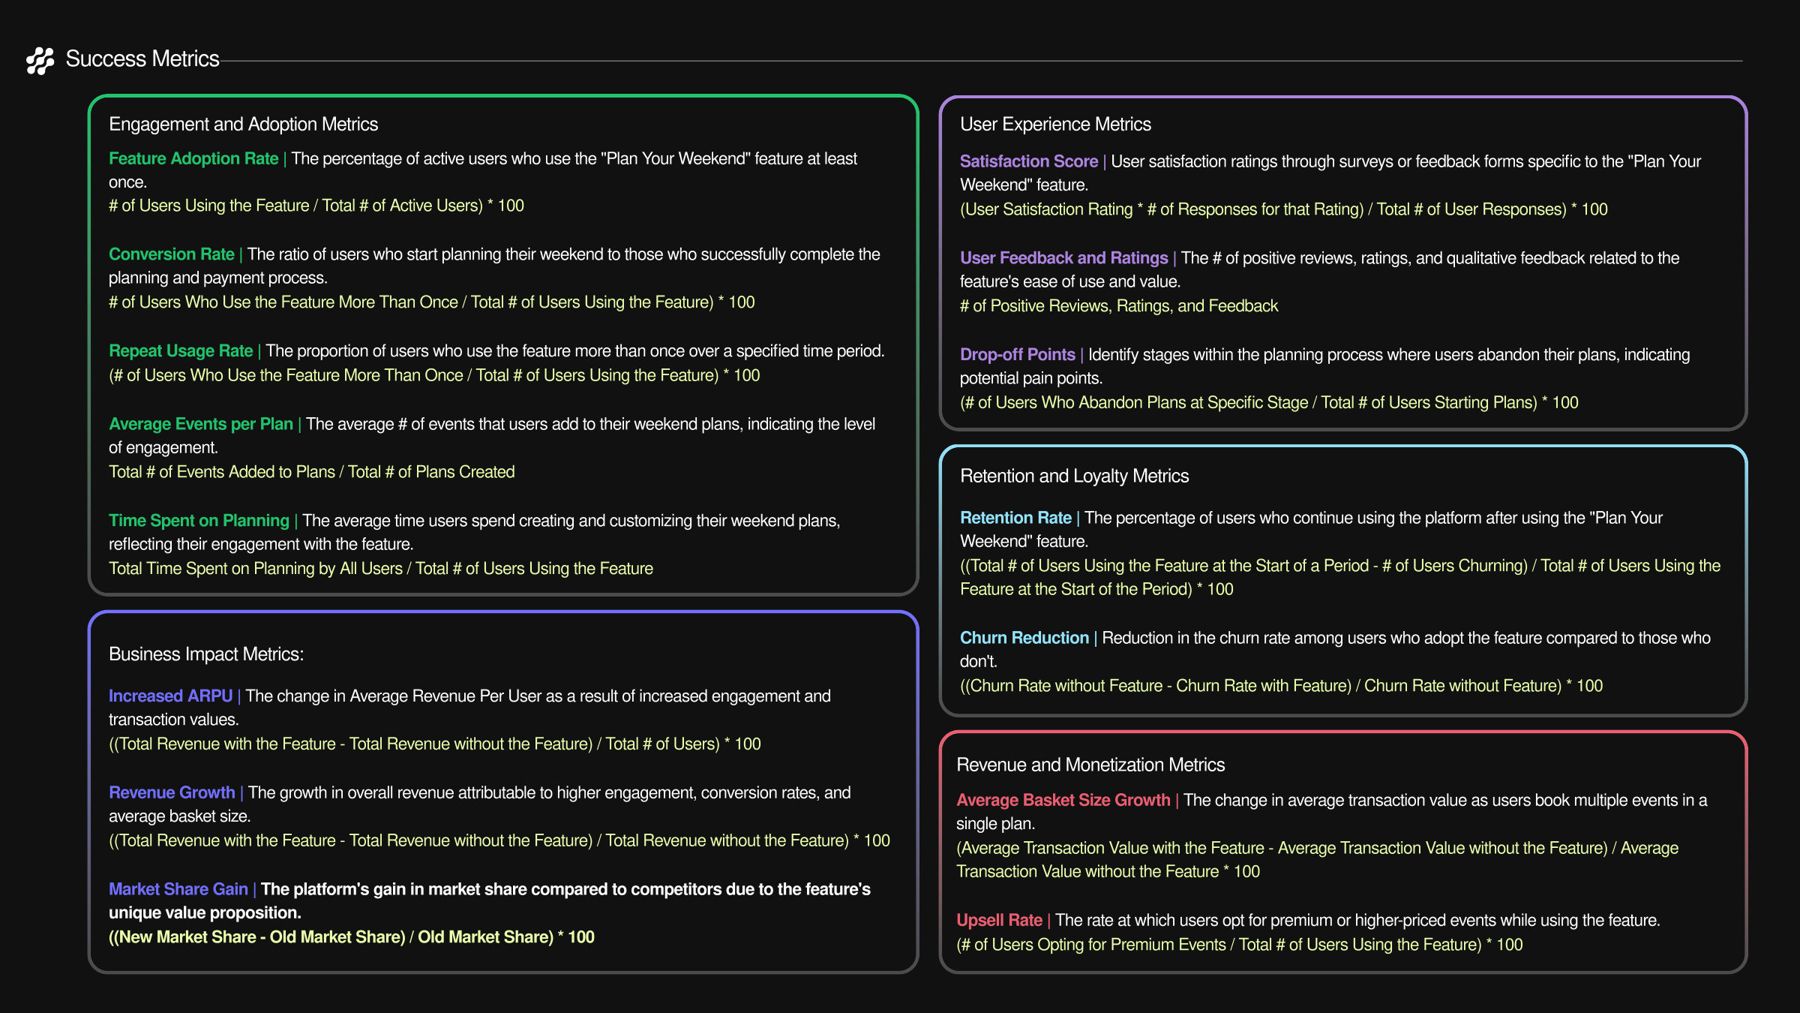 Success Metrics
Engagement and Adoption Metrics
Feature Adoption Rate | The percentage of active users who use the "Plan Your Weekend" feature at least
once.
# of Users Using the Feature / Total # of Active Users) * 100
Conversion Rate | The ratio of users who start planning their weekend to those who successfully complete the
planning and payment process.
# of Users Who Use the Feature More Than Once / Total # of Users Using the Feature) * 100
Repeat Usage Rate | The proportion of users who use the feature more than once over a specified time period.
(# of Users Who Use the Feature More Than Once / Total # of Users Using the Feature) * 100
Average Events per Plan | The average # of events that users add to their weekend plans, indicating the level
of engagement.
Total # of Events Added to Plans / Total # of Plans Created
Time Spent on Planning | The average time users spend creating and customizing their weekend plans,
reflecting their engagement with the feature.
Total Time Spent on Planning by All Users / Total # of Users Using the Feature
Business Impact Metrics:
Increased ARPU | The change in Average Revenue Per User as a result of increased engagement and
transaction values.
((Total Revenue with the Feature - Total Revenue without the Feature) / Total # of Users) * 100
Revenue Growth | The growth in overall revenue attributable to higher engagement, conversion rates, and
average basket size.
((Total Revenue with the Feature - Total Revenue without the Feature) / Total Revenue without the Feature) * 100
Market Share Gain | The platform's gain in market share compared to competitors due to the feature's
unique value proposition.
((New Market Share - Old Market Share) / Old Market Share) * 100
User Experience Metrics
Satisfaction Score | User satisfaction ratings through surveys or feedback forms specific to the "Plan Your
Weekend" feature.
(User Satisfaction Rating * # of Responses for that Rating) / Total # of User Responses) * 100
User Feedback and Ratings | The # of positive reviews, ratings, and qualitative feedback related to the
feature's ease of use and value.
# of Positive Reviews, Ratings, and Feedback
Drop-off Points | Identify stages within the planning process where users abandon their plans, indicating
potential pain points.
(# of Users Who Abandon Plans at Specific Stage / Total # of Users Starting Plans) * 100
Retention and Loyalty Metrics
Retention Rate | The percentage of users who continue using the platform after using the "Plan Your
Weekend" feature.
((Total # of Users Using the Feature at the Start of a Period - # of Users Churning) / Total # of Users Using the
Feature at the Start of the Period) * 100
Churn Reduction | Reduction in the churn rate among users who adopt the feature compared to those who
don't.
((Churn Rate without Feature - Churn Rate with Feature) / Churn Rate without Feature) * 100
Revenue and Monetization Metrics
Average Basket Size Growth | The change in average transaction value as users book multiple events in a
single plan.
(Average Transaction Value with the Feature - Average Transaction Value without the Feature) / Average
Transaction Value without the Feature * 100
Upsell Rate | The rate at which users opt for premium or higher-priced events while using the feature.
(# of Users Opting for Premium Events / Total # of Users Using the Feature) * 100